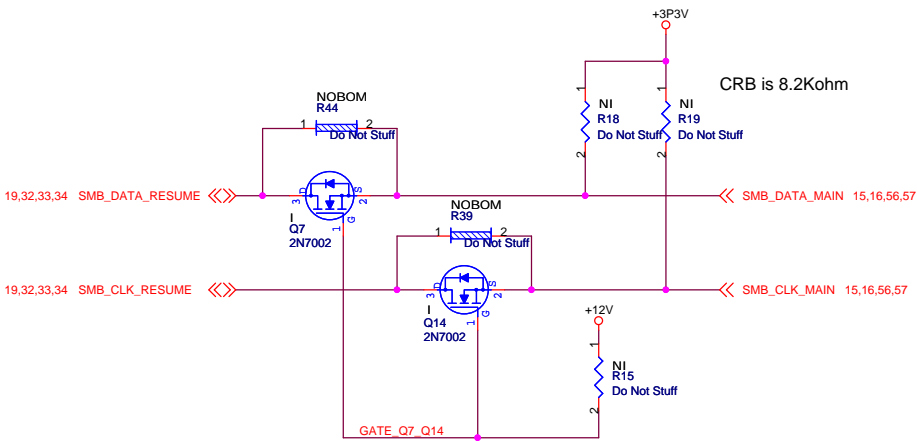 +3P3V
CRB is 8.2Kohm
NOBOM
R44
1 2
Do Not Stuff
1 NI
R18
Do Not Stuff
2
1 NI
R19
Do Not Stuff
2
19,32,33,34 SMB_DATA_RESUME
3 D S 2
G
1
I
Q7
2N7002
SMB_DATA_MAIN 15,16,56,57
NOBOM
R39
1 2
Do Not Stuff
19,32,33,34 SMB_CLK_RESUME
3 D S 2
G
1
I
Q14
2N7002
SMB_CLK_MAIN 15,16,56,57
+12V
1
NI
R15
Do Not Stuff
2
GATE_Q7_Q14